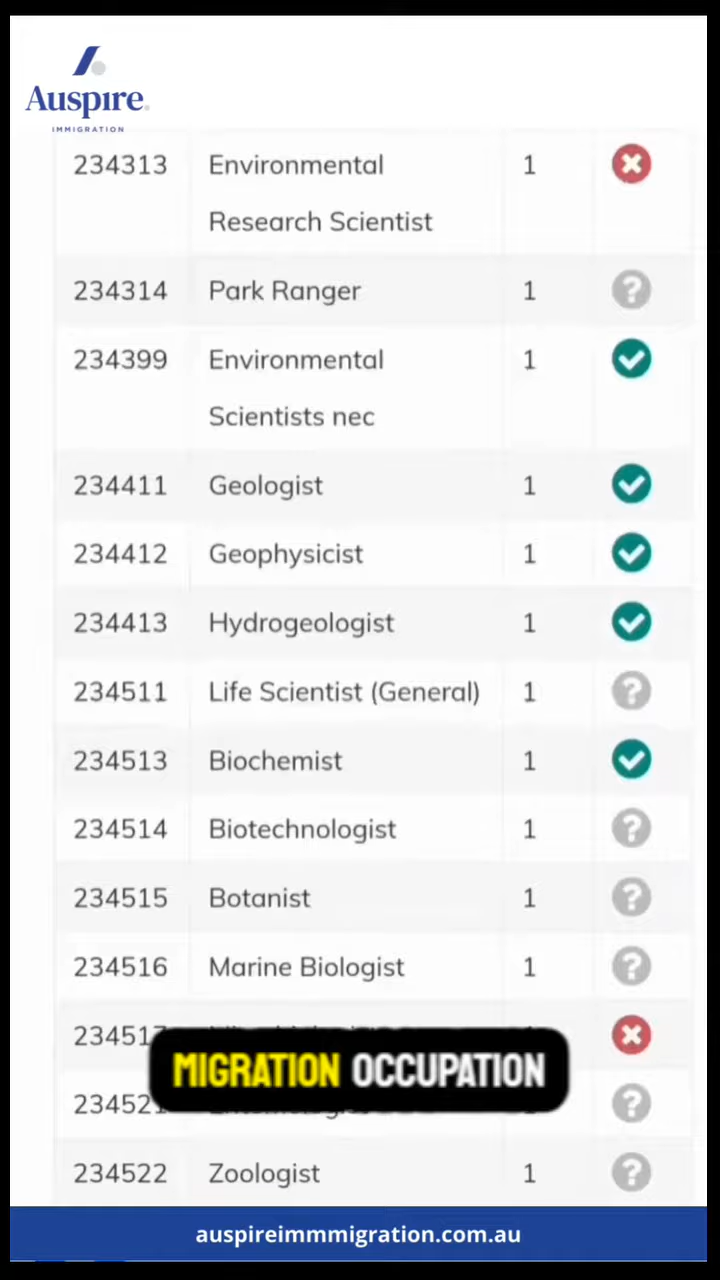 Auspire
IMMIGRATION
234313 Environmental 1
Research Scientist
234314 Park Ranger 1
234399 Environmental 1
Scientists nec
234411 Geologist 1
234412 Geophysicist 1
234413 Hydrogeologist 1
234511 Life Scientist (General) 1
234513 Biochemist 1
234514 Biotechnologist 1
234515 Botanist 1
234516 Marine Biologist 1
MIGRATION OCCUPATION
234522 Zoologist 1
auspireimmmigration.com.au